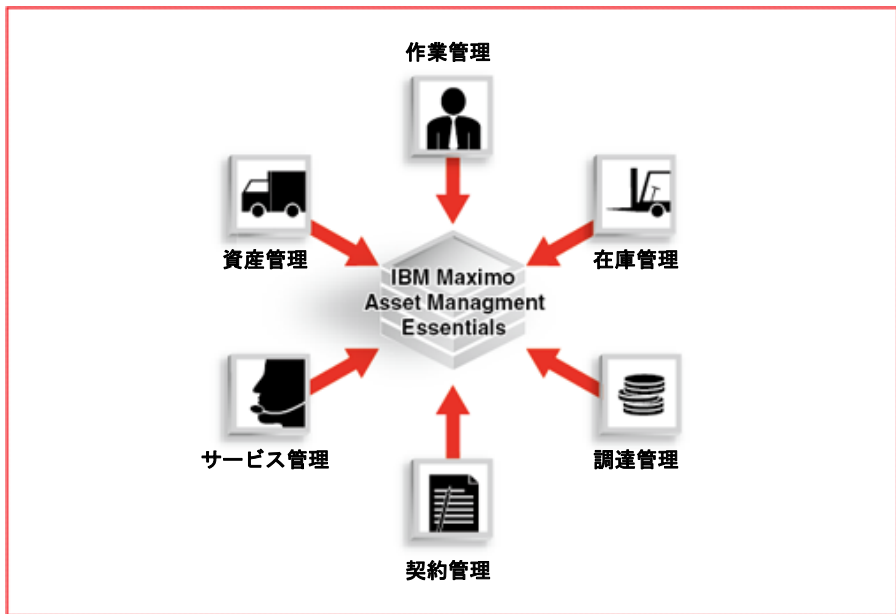 作業管理
資産管理
在庫管理
IBM Maximo
Asset Managment
Essentials
サービス管理
調達管理
契約管理